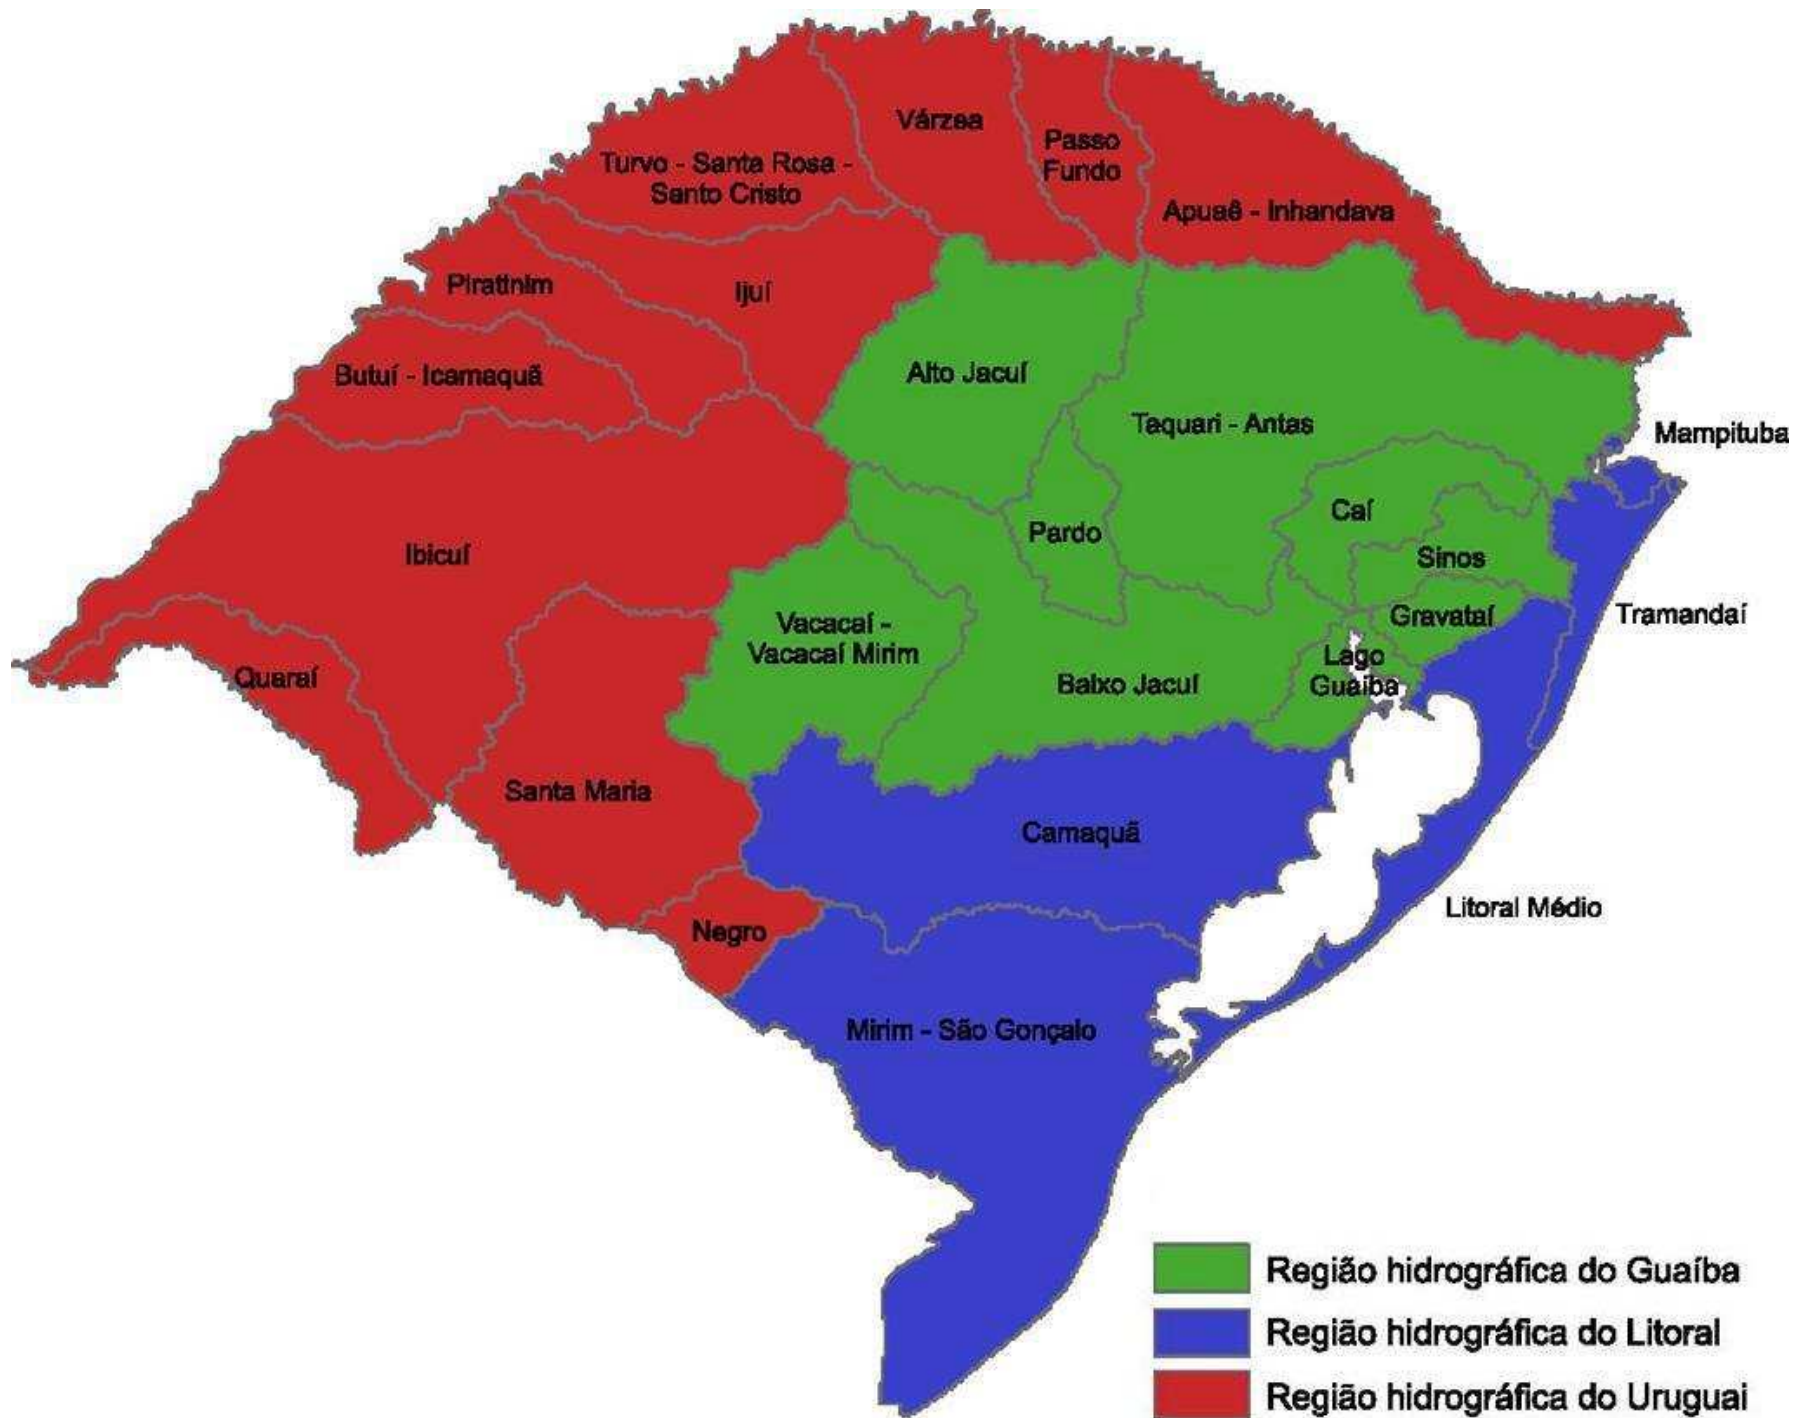 Várzea
Passo
Fundo
Turvo - Santa Rosa -
Santo Cristo
Apuaê - Inhandava
Piratinim
Ijuí
Butuí - Icamaquã
Alto Jacuí
Taquari - Antas
Mampituba
Caí
Pardo
Ibicuí
Sinos
Gravataí
Tramandaí
Vacacaí -
Vacacaí Mirim
Lago
Guaíba
Quaraí
Baixo Jacuí
Santa Maria
Camaquã
Litoral Médio
Negro
Mirim - São Gonçalo
Região hidrográfica do Guaíba
Região hidrográfica do Litoral
Região hidrográfica do Uruguai